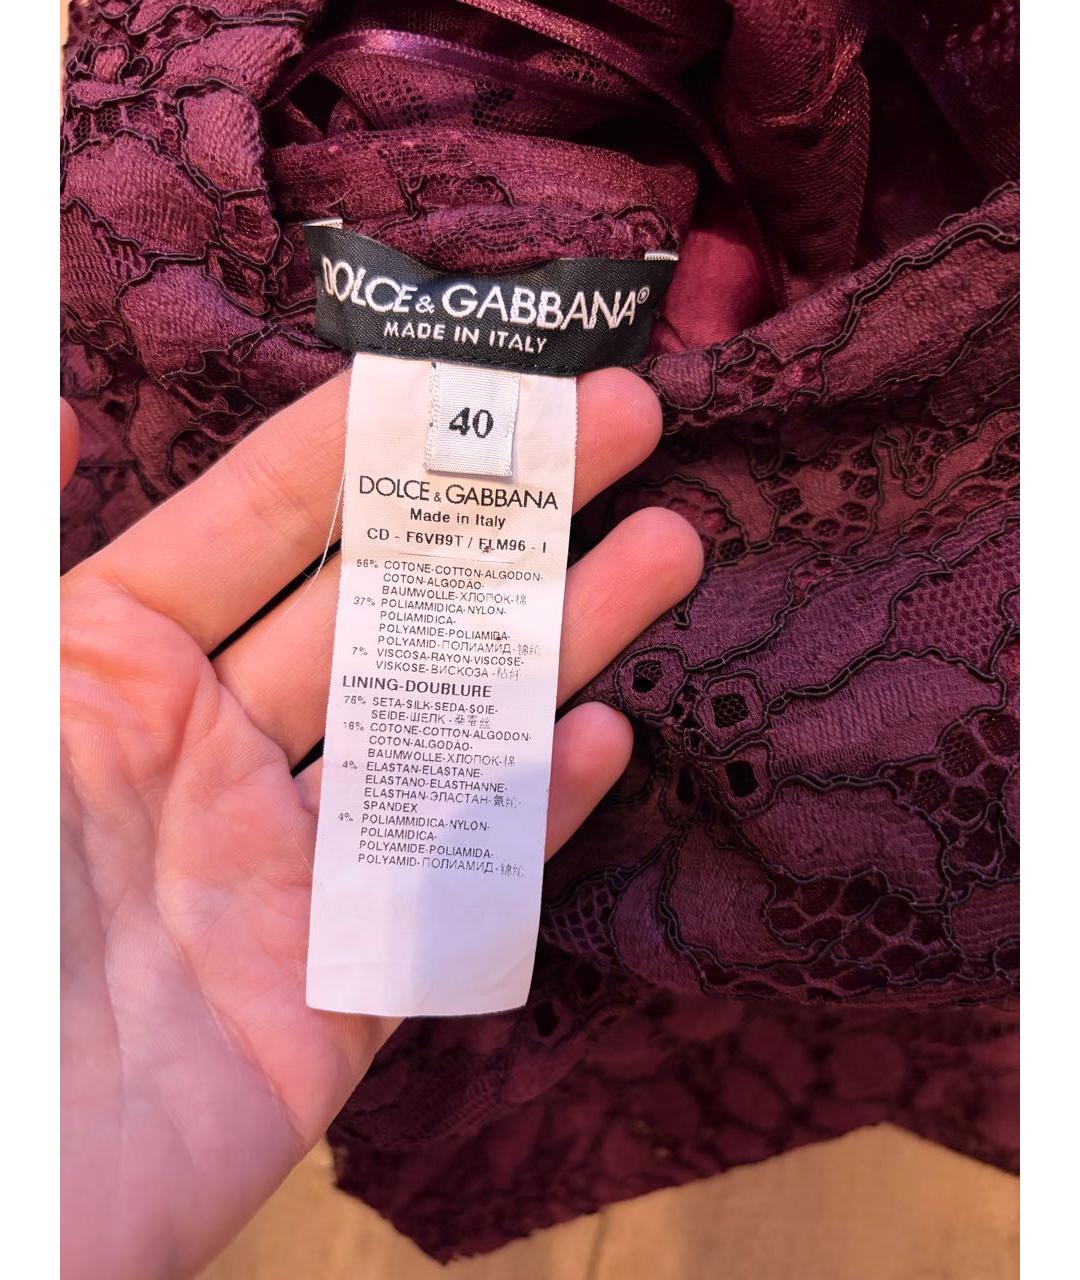 DOLCE & GABBANA®
MADE IN ITALY
40
DOLCE & GABBANA
Made in Italy
CD - F6VB9T / FLM96 - I
56% COTONE-COTTON-ALGODON-
COTON-ALGODÃO-
BAUMWOLLE-ХЛОПОК-棉
37% POLIAMMIDICA-NYLON-
POLIAMIDICA-
POLYAMIDE-POLIAMIDA-
POLYAMID-ПОЛИАМИД-锦纶
7% VISCOSA-RAYON-VISCOSE-
VISKOSE-ВИСКОЗА-粘纤
LINING-DOUBLURE
76% SETA-SILK-SEDA-SOIE-
SEIDE-ШЕЛК-桑蚕丝
16% COTONE-COTTON-ALGODON-
COTON-ALGODÃO-
BAUMWOLLE-ХЛОПОК-棉
4% ELASTAN-ELASTANE-
ELASTANO-ELASTHANNE-
ELASTHAN-ЭЛАСТАН-氨纶-
SPANDEX
4% POLIAMMIDICA-NYLON-
POLIAMIDICA-
POLYAMIDE-POLIAMIDA-
POLYAMID-ПОЛИАМИД-锦纶